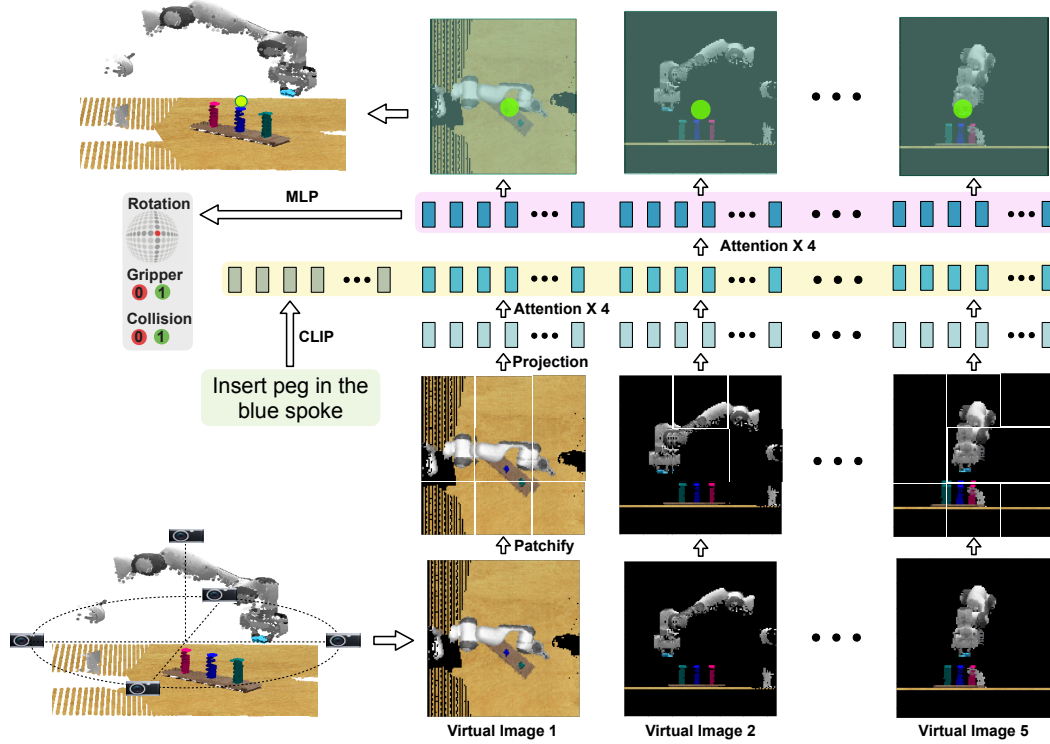 MLP
Rotation
Attention X 4
Gripper
0 1
Attention X 4
Collision
0 1
CLIP
Projection
Insert peg in the
blue spoke
Patchify
Virtual Image 1
Virtual Image 2
Virtual Image 5